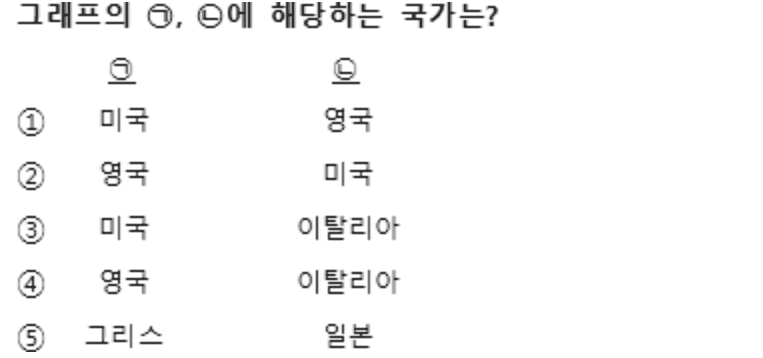 그래프의 ㉠, ㉡에 해당하는 국가는?
㉠ ㉡
① 미국 영국
② 영국 미국
③ 미국 이탈리아
④ 영국 이탈리아
⑤ 그리스 일본